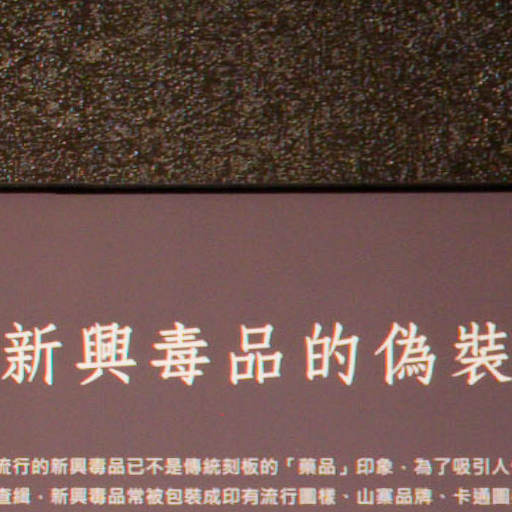 新興毒品的偽裝
流行的新興毒品已不是傳統刻板的「藥品」印象，為了吸引人
查緝，新興毒品常被包裝成印有流行圖樣、山寨品牌、卡通圖